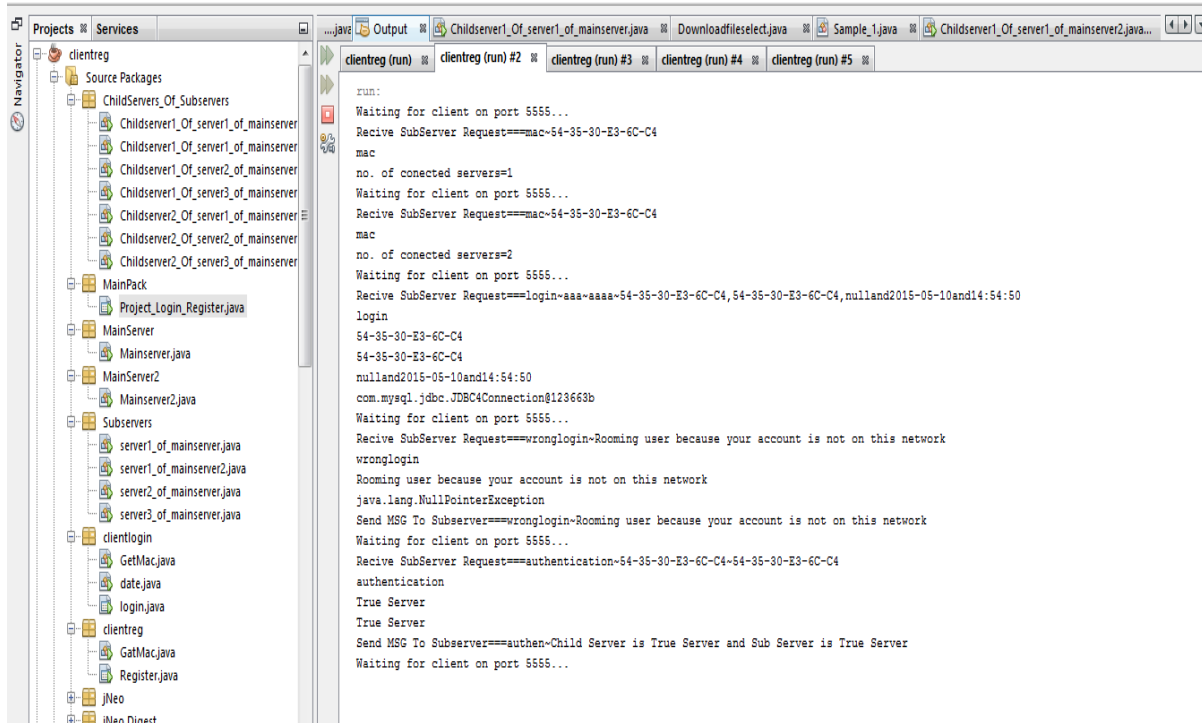 Projects Services
Navigator
clientreg
Source Packages
ChildServers_Of_Subservers
Childserver1_Of_server1_of_mainserver
Childserver1_Of_server1_of_mainserver
Childserver1_Of_server2_of_mainserver
Childserver1_Of_server3_of_mainserver
Childserver2_Of_server1_of_mainserver
Childserver2_Of_server2_of_mainserver
Childserver2_Of_server3_of_mainserver
MainPack
Project_Login_Register.java
MainServer
Mainserver.java
MainServer2
Mainserver2.java
Subservers
server1_of_mainserver.java
server1_of_mainserver2.java
server2_of_mainserver.java
server3_of_mainserver.java
clientlogin
GetMac.java
date.java
login.java
clientreg
GatMac.java
Register.java
jNeo
jNeo.Digest
....java Output Childserver1_Of_server1_of_mainserver.java Downloadfileselect.java Sample_1.java Childserver1_Of_server1_of_mainserver2.java...
clientreg (run) clientreg (run) #2 clientreg (run) #3 clientreg (run) #4 clientreg (run) #5
run:
Waiting for client on port 5555...
Recive SubServer Request===mac~54-35-30-E3-6C-C4
mac
no. of conected servers=1
Waiting for client on port 5555...
Recive SubServer Request===mac~54-35-30-E3-6C-C4
mac
no. of conected servers=2
Waiting for client on port 5555...
Recive SubServer Request===login~aaa~aaaa~54-35-30-E3-6C-C4,54-35-30-E3-6C-C4,nulland2015-05-10and14:54:50
login
54-35-30-E3-6C-C4
54-35-30-E3-6C-C4
nulland2015-05-10and14:54:50
com.mysql.jdbc.JDBC4Connection@123663b
Waiting for client on port 5555...
Recive SubServer Request===wronglogin~Rooming user because your account is not on this network
wronglogin
Rooming user because your account is not on this network
java.lang.NullPointerException
Send MSG To Subserver===wronglogin~Rooming user because your account is not on this network
Waiting for client on port 5555...
Recive SubServer Request===authentication~54-35-30-E3-6C-C4~54-35-30-E3-6C-C4
authentication
True Server
True Server
Send MSG To Subserver===authen~Child Server is True Server and Sub Server is True Server
Waiting for client on port 5555...